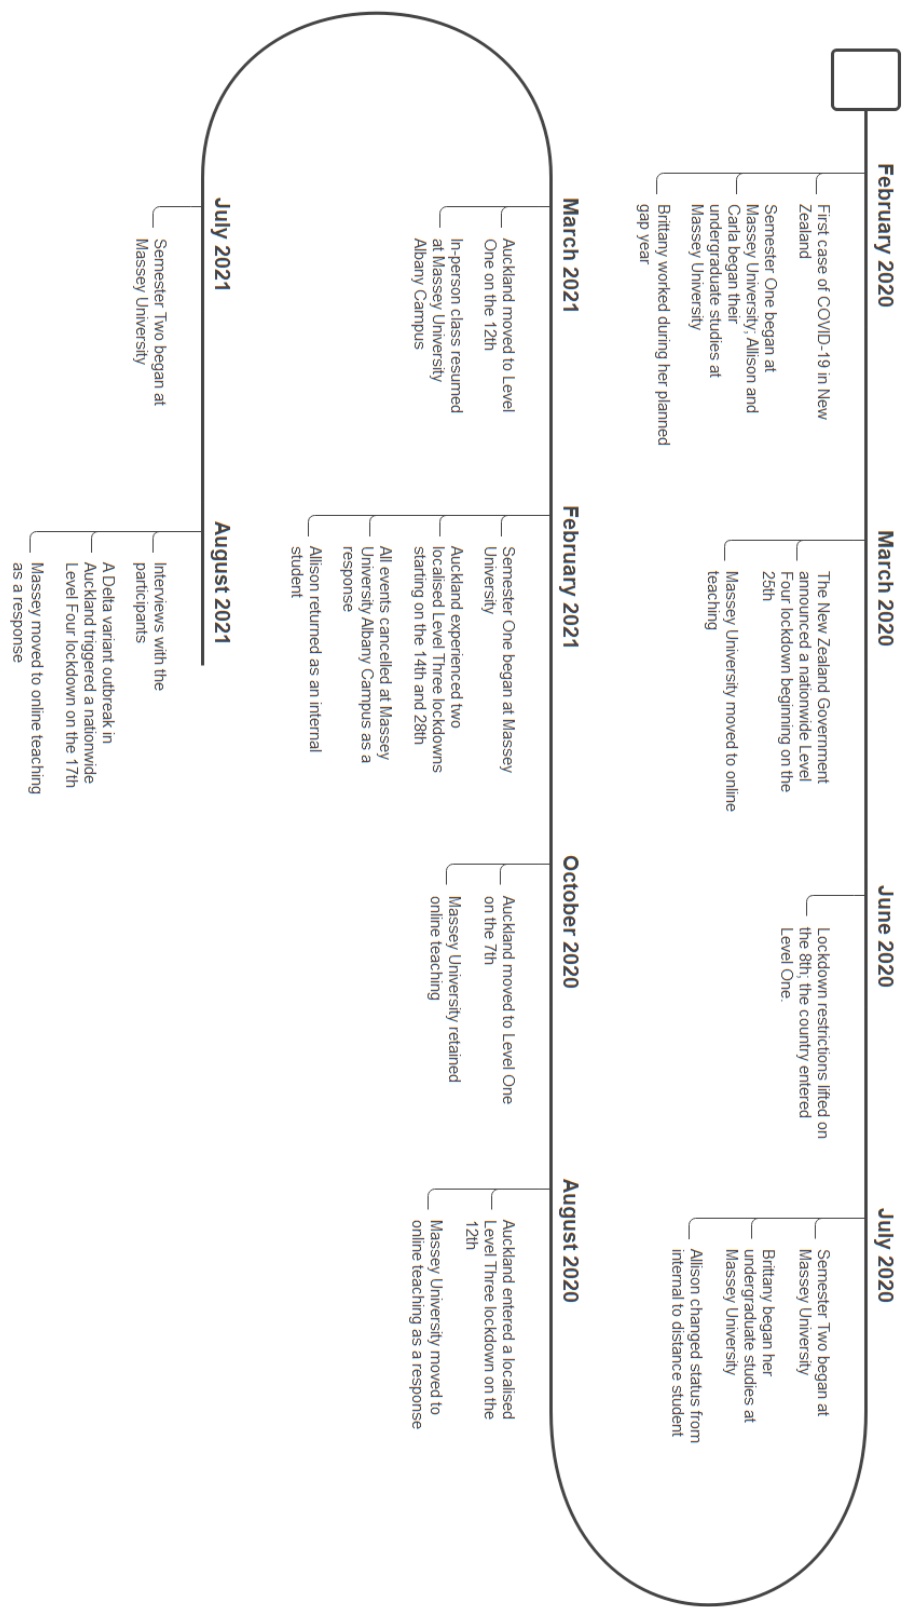 February 2020
First case of COVID-19 in New
Zealand
Semester One began at
Massey University; Allison and
Carla began their
undergraduate studies at
Massey University
Brittany worked during her planned
gap year
March 2020
The New Zealand Government
announced a nationwide Level
Four lockdown beginning on the
25th
Massey University moved to online
teaching
June 2020
Lockdown restrictions lifted on
the 8th; the country entered
Level One.
July 2020
Semester Two began at
Massey University
Brittany began her
undergraduate studies at
Massey University
Allison changed status from
internal to distance student
August 2020
Auckland entered a localised
Level Three lockdown on the
12th
Massey University moved to
online teaching as a response
October 2020
Auckland moved to Level One
on the 7th
Massey University retained
online teaching
February 2021
Semester One began at Massey
University
Auckland experienced two
localised Level Three lockdowns
starting on the 14th and 28th
All events cancelled at Massey
University Albany Campus as a
response
Allison returned as an internal
student
March 2021
Auckland moved to Level
One on the 12th
In-person class resumed
at Massey University
Albany Campus
July 2021
Semester Two began at
Massey University
August 2021
Interviews with the
participants
A Delta variant outbreak in
Auckland triggered a nationwide
Level Four lockdown on the 17th
Massey moved to online teaching
as a response